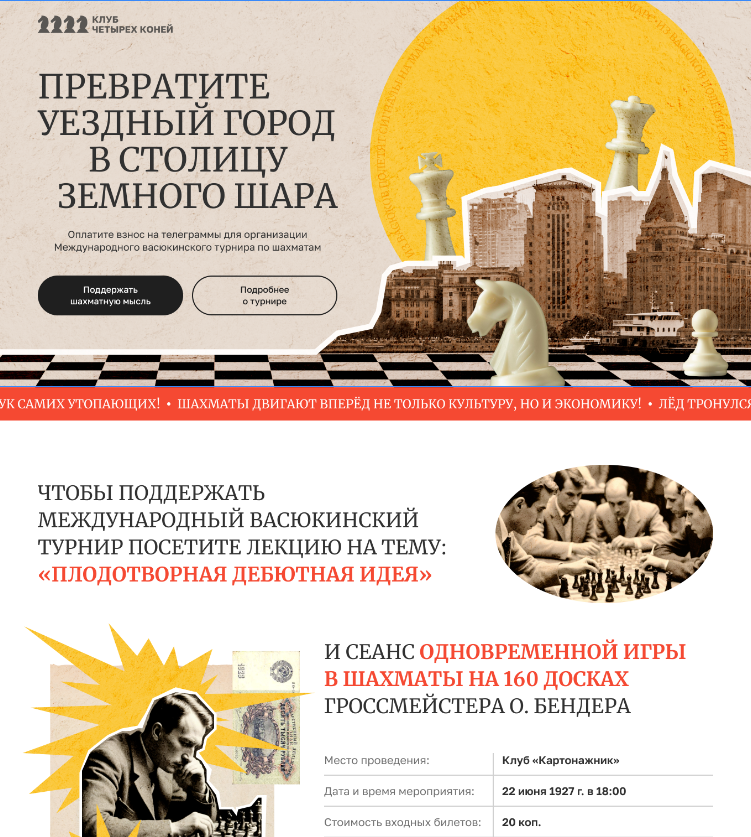 КЛУБ
ЧЕТЫРЕХ КОНЕЙ
ПРЕВРАТИТЕ
УЕЗДНЫЙ ГОРОД
В СТОЛИЦУ
ЗЕМНОГО ШАРА
Оплатите взнос на телеграммы для организации
Международного васюкинского турнира по шахматам
Поддержать
шахматную мысль
Подробнее
о турнире
УК САМИХ УТОПАЮЩИХ! • ШАХМАТЫ ДВИГАЮТ ВПЕРЁД НЕ ТОЛЬКО КУЛЬТУРУ, НО И ЭКОНОМИКУ! • ЛЁД ТРОНУЛСЯ
ЧТОБЫ ПОДДЕРЖАТЬ
МЕЖДУНАРОДНЫЙ ВАСЮКИНСКИЙ
ТУРНИР ПОСЕТИТЕ ЛЕКЦИЮ НА ТЕМУ:
«ПЛОДОТВОРНАЯ ДЕБЮТНАЯ ИДЕЯ»
И СЕАНС ОДНОВРЕМЕННОЙ ИГРЫ
В ШАХМАТЫ НА 160 ДОСКАХ
ГРОССМЕЙСТЕРА О. БЕНДЕРА
Место проведения: Клуб «Картонажник»
Дата и время мероприятия: 22 июня 1927 г. в 18:00
Стоимость входных билетов: 20 коп.